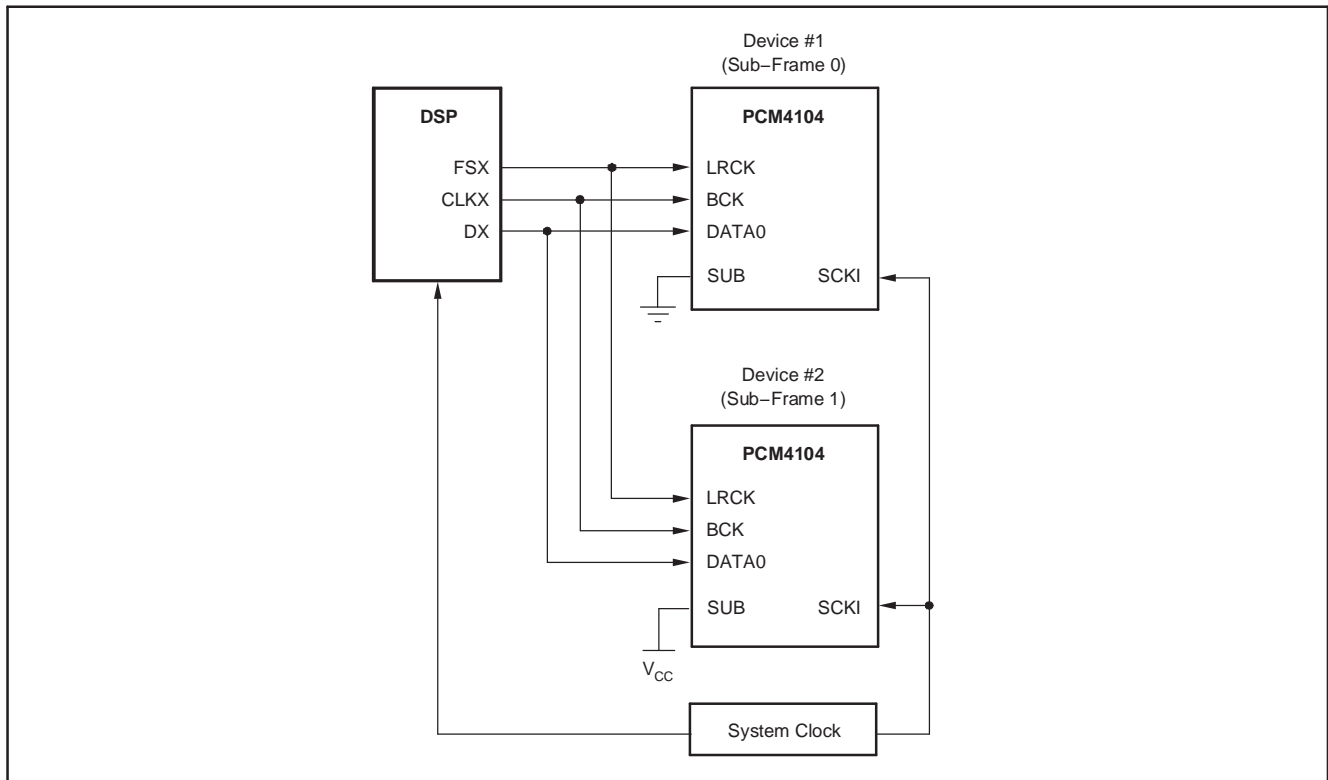 Device #1
(Sub−Frame 0)
DSP
FSX
CLKX
DX
PCM4104
LRCK
BCK
DATA0
SUB SCKI
Device #2
(Sub−Frame 1)
PCM4104
LRCK
BCK
DATA0
SUB SCKI
VCC
System Clock